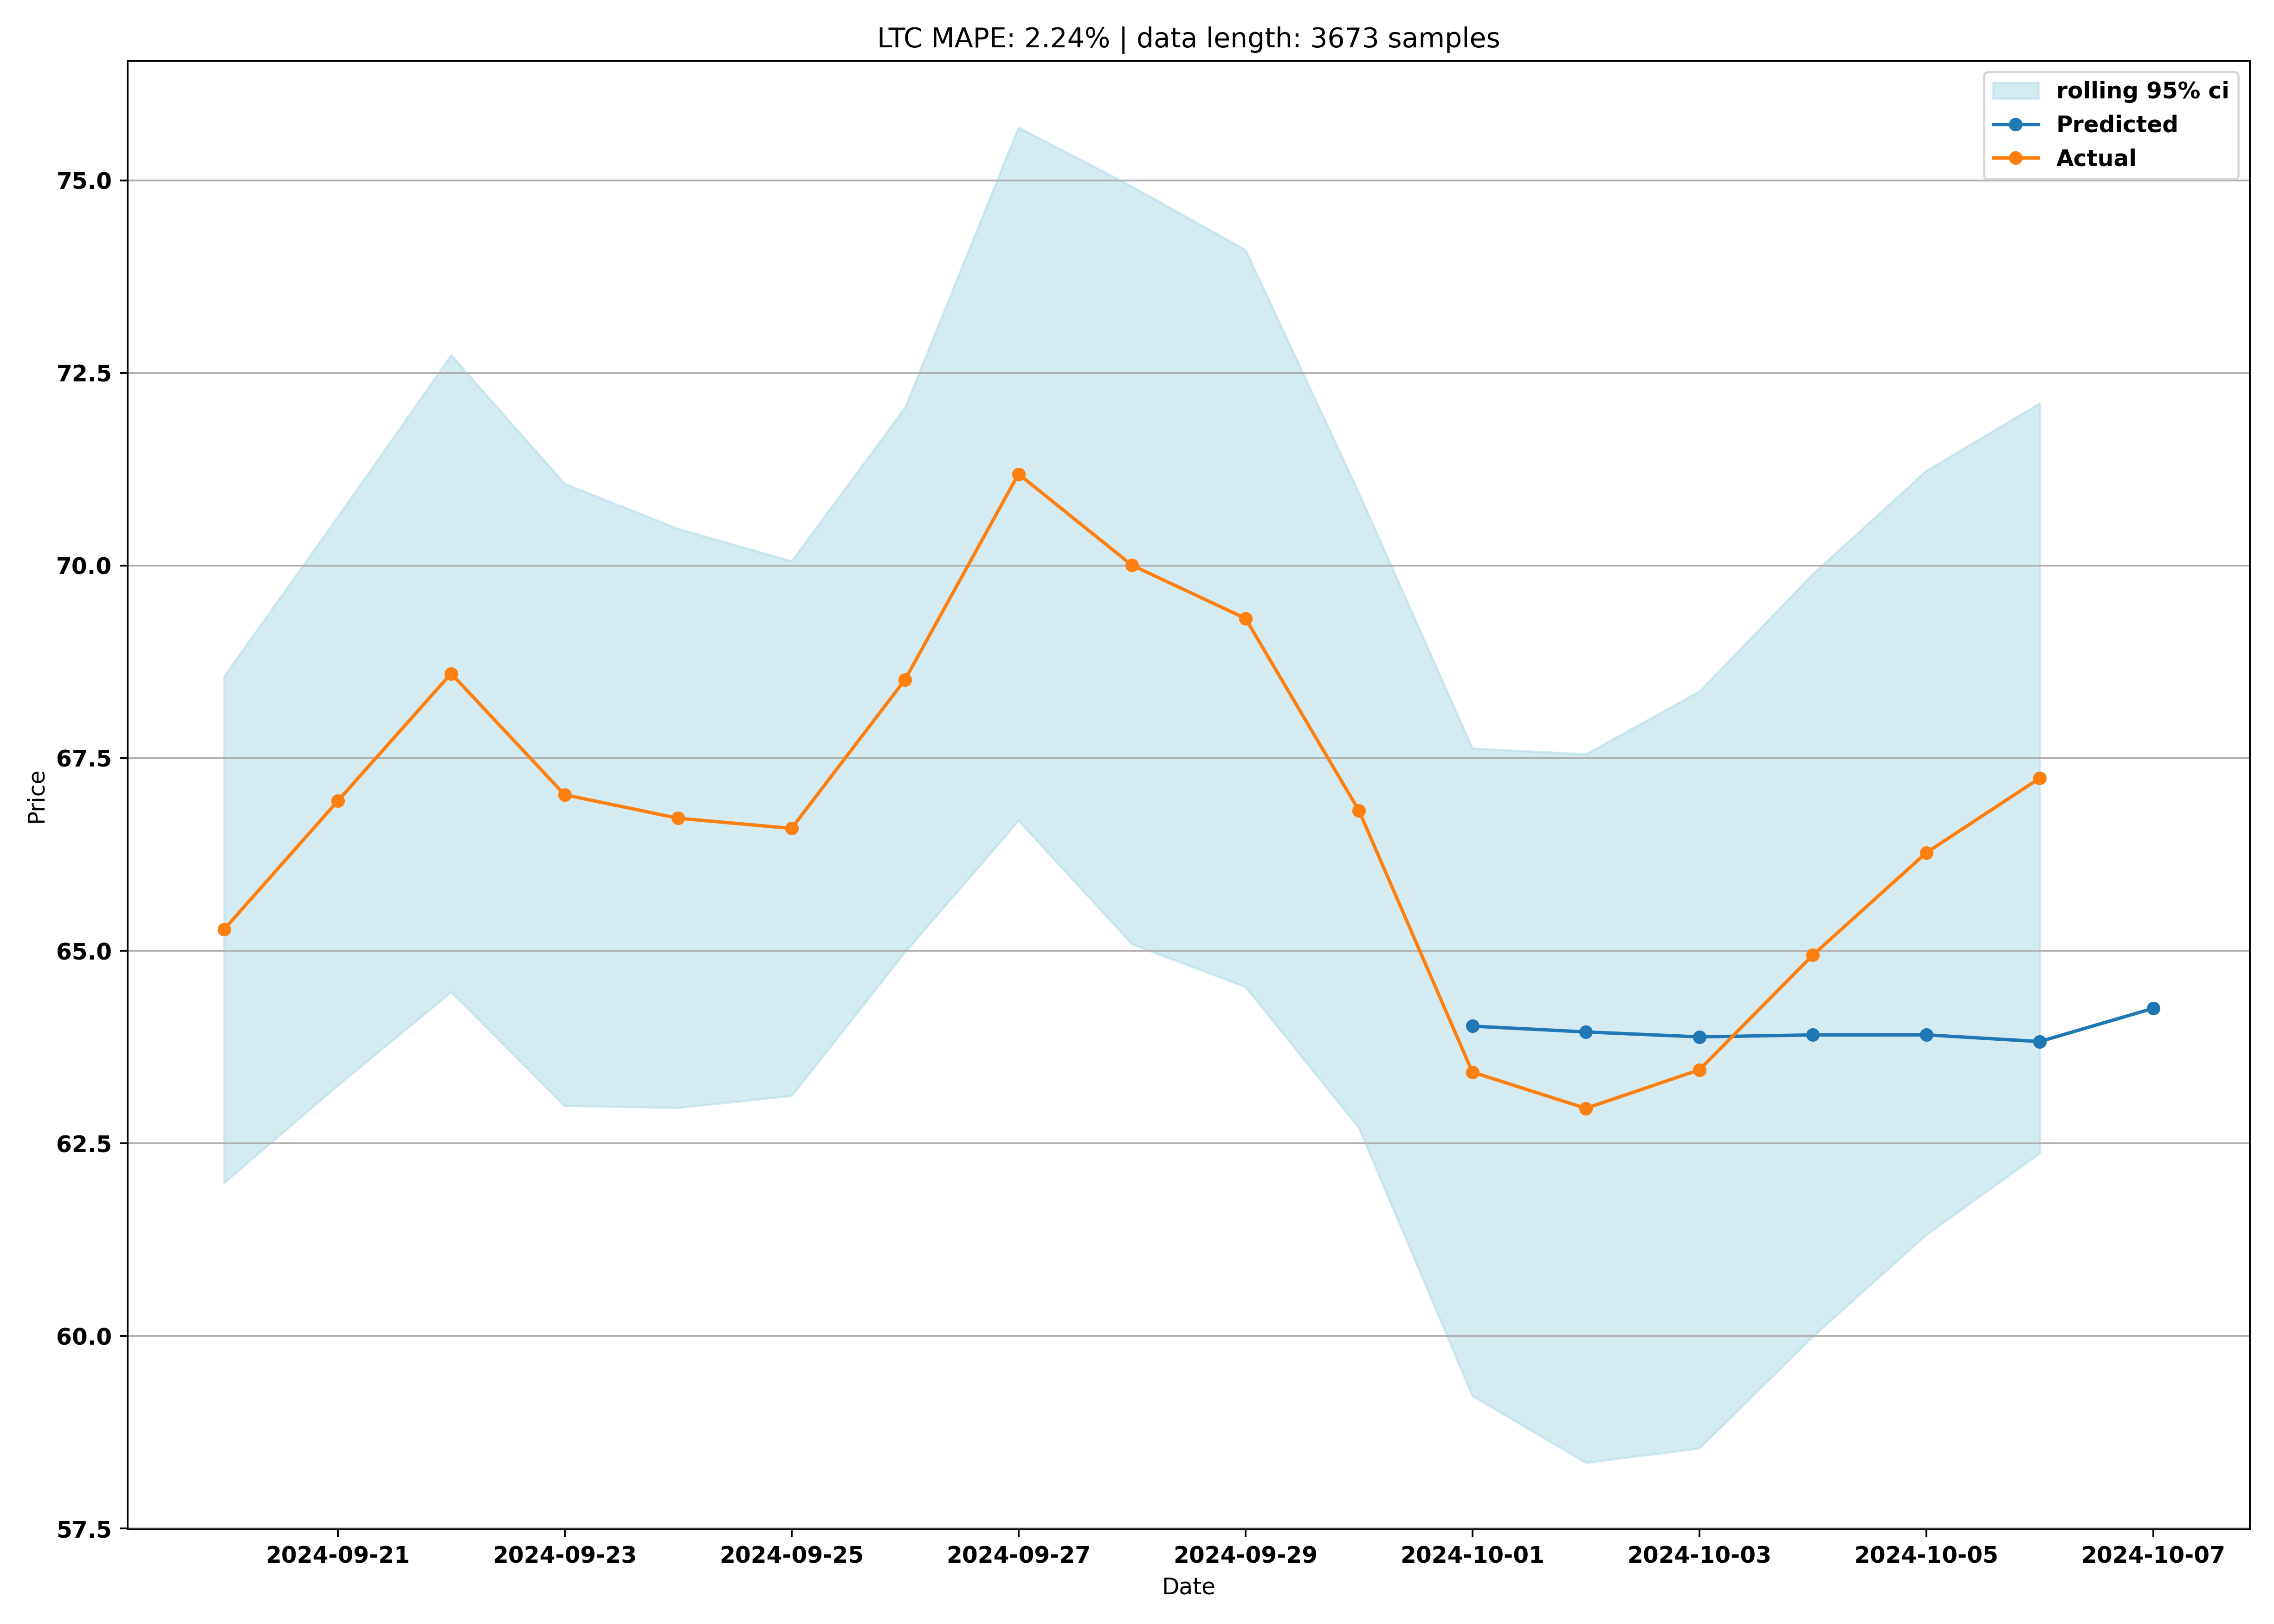 LTC MAPE: 2.24% | data length: 3673 samples
rolling 95% ci
Predicted
Actual
75.0
72.5
70.0
67.5
65.0
62.5
60.0
57.5
Price
2024-09-21 2024-09-23 2024-09-25 2024-09-27 2024-09-29 2024-10-01 2024-10-03 2024-10-05 2024-10-07
Date